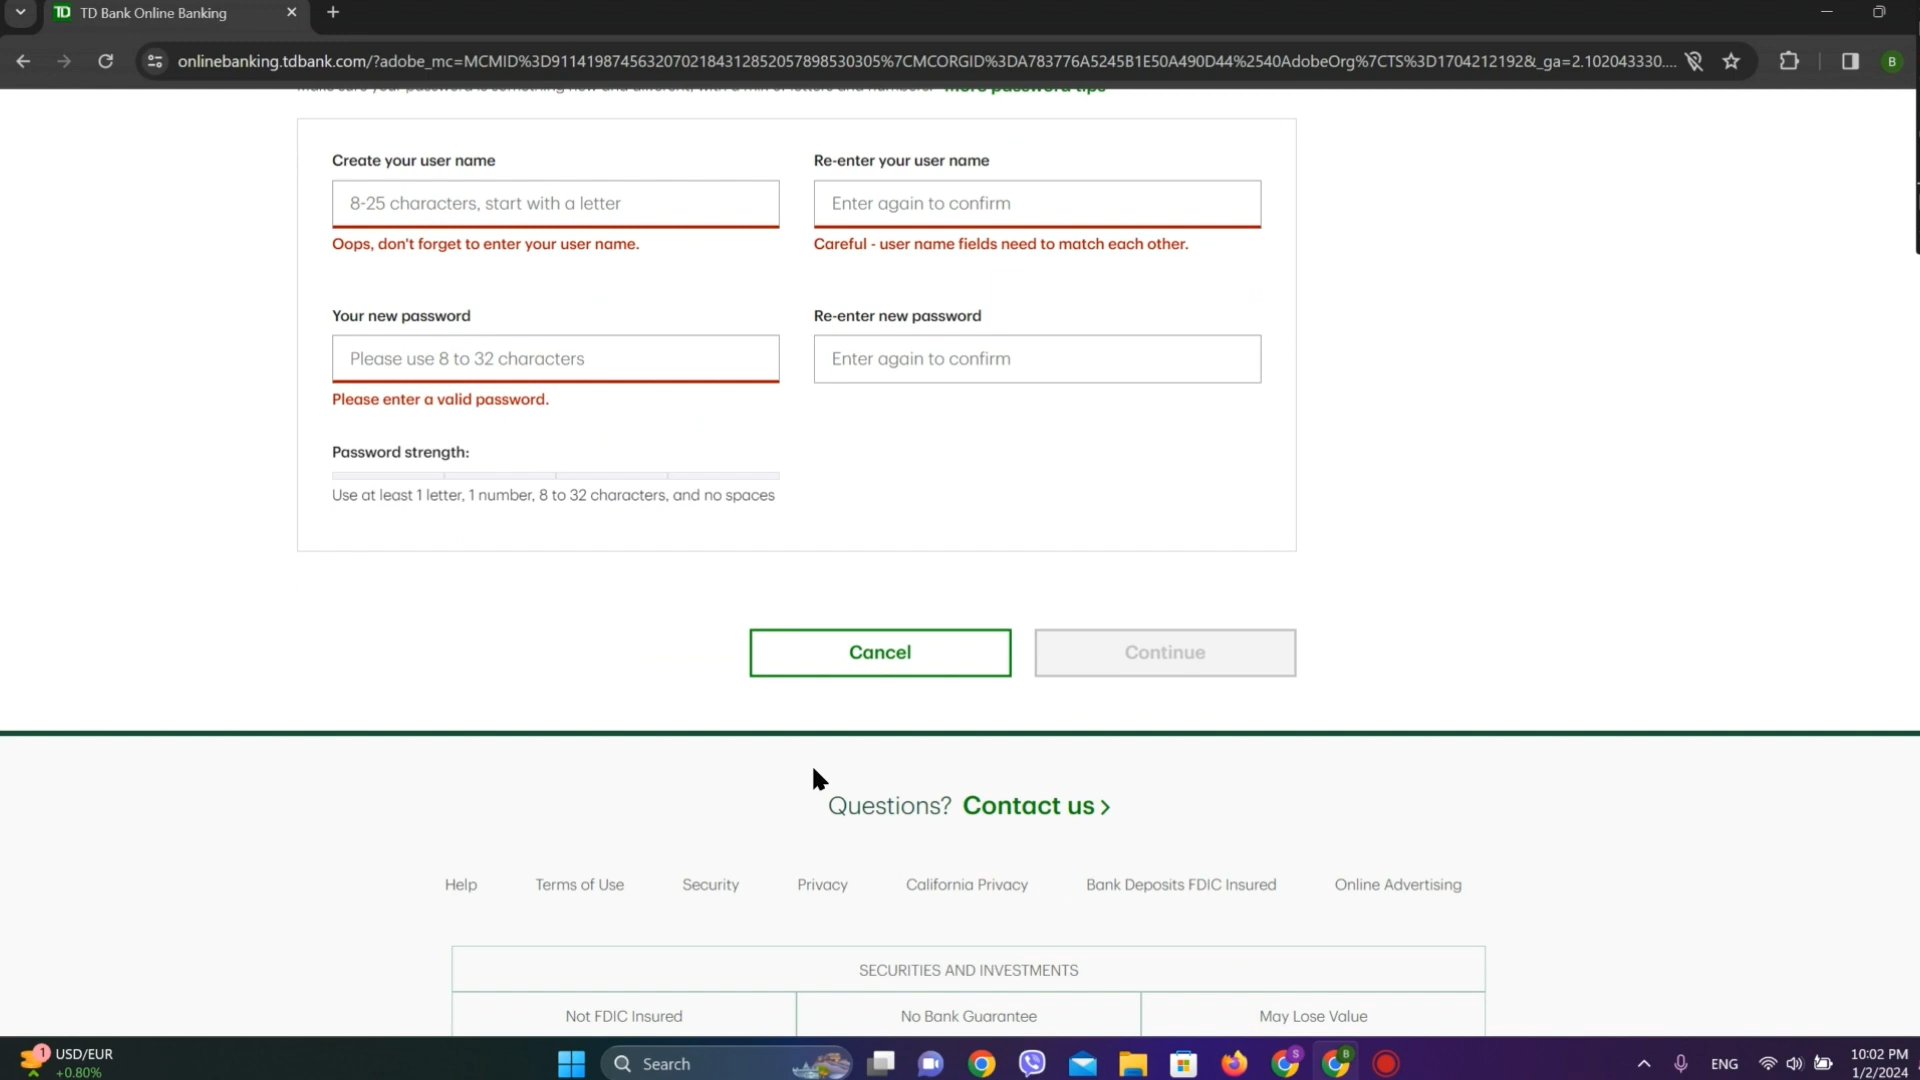 TD Bank Online Banking
onlinebanking.tdbank.com/?adobe_mc=MCMID%3D91141987456320702184312852057898530305%7CMCORGID%3DA783776A5245B1E50A490D44%2540AdobeOrg%7CTS%3D1704212192&_ga=2.102043330....
B
more password tips
Create your user name
Re-enter your user name
8-25 characters, start with a letter
Enter again to confirm
Oops, don't forget to enter your user name.
Careful - user name fields need to match each other.
Your new password
Re-enter new password
Please use 8 to 32 characters
Enter again to confirm
Please enter a valid password.
Password strength:
Use at least 1 letter, 1 number, 8 to 32 characters, and no spaces
Cancel
Continue
Questions? Contact us >
Help
Terms of Use
Security
Privacy
California Privacy
Bank Deposits FDIC Insured
Online Advertising
SECURITIES AND INVESTMENTS
Not FDIC Insured
No Bank Guarantee
May Lose Value
1
USD/EUR
+0.80%
Search
S
B
ENG
10:02 PM
1/2/2024